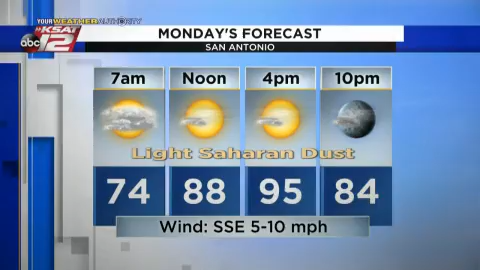 YOUR WEATHER AUTHORITY
KSAT
abc 12
MONDAY'S FORECAST
SAN ANTONIO
7am Noon 4pm 10pm
Light Saharan Dust
74 88 95 84
Wind: SSE 5-10 mph